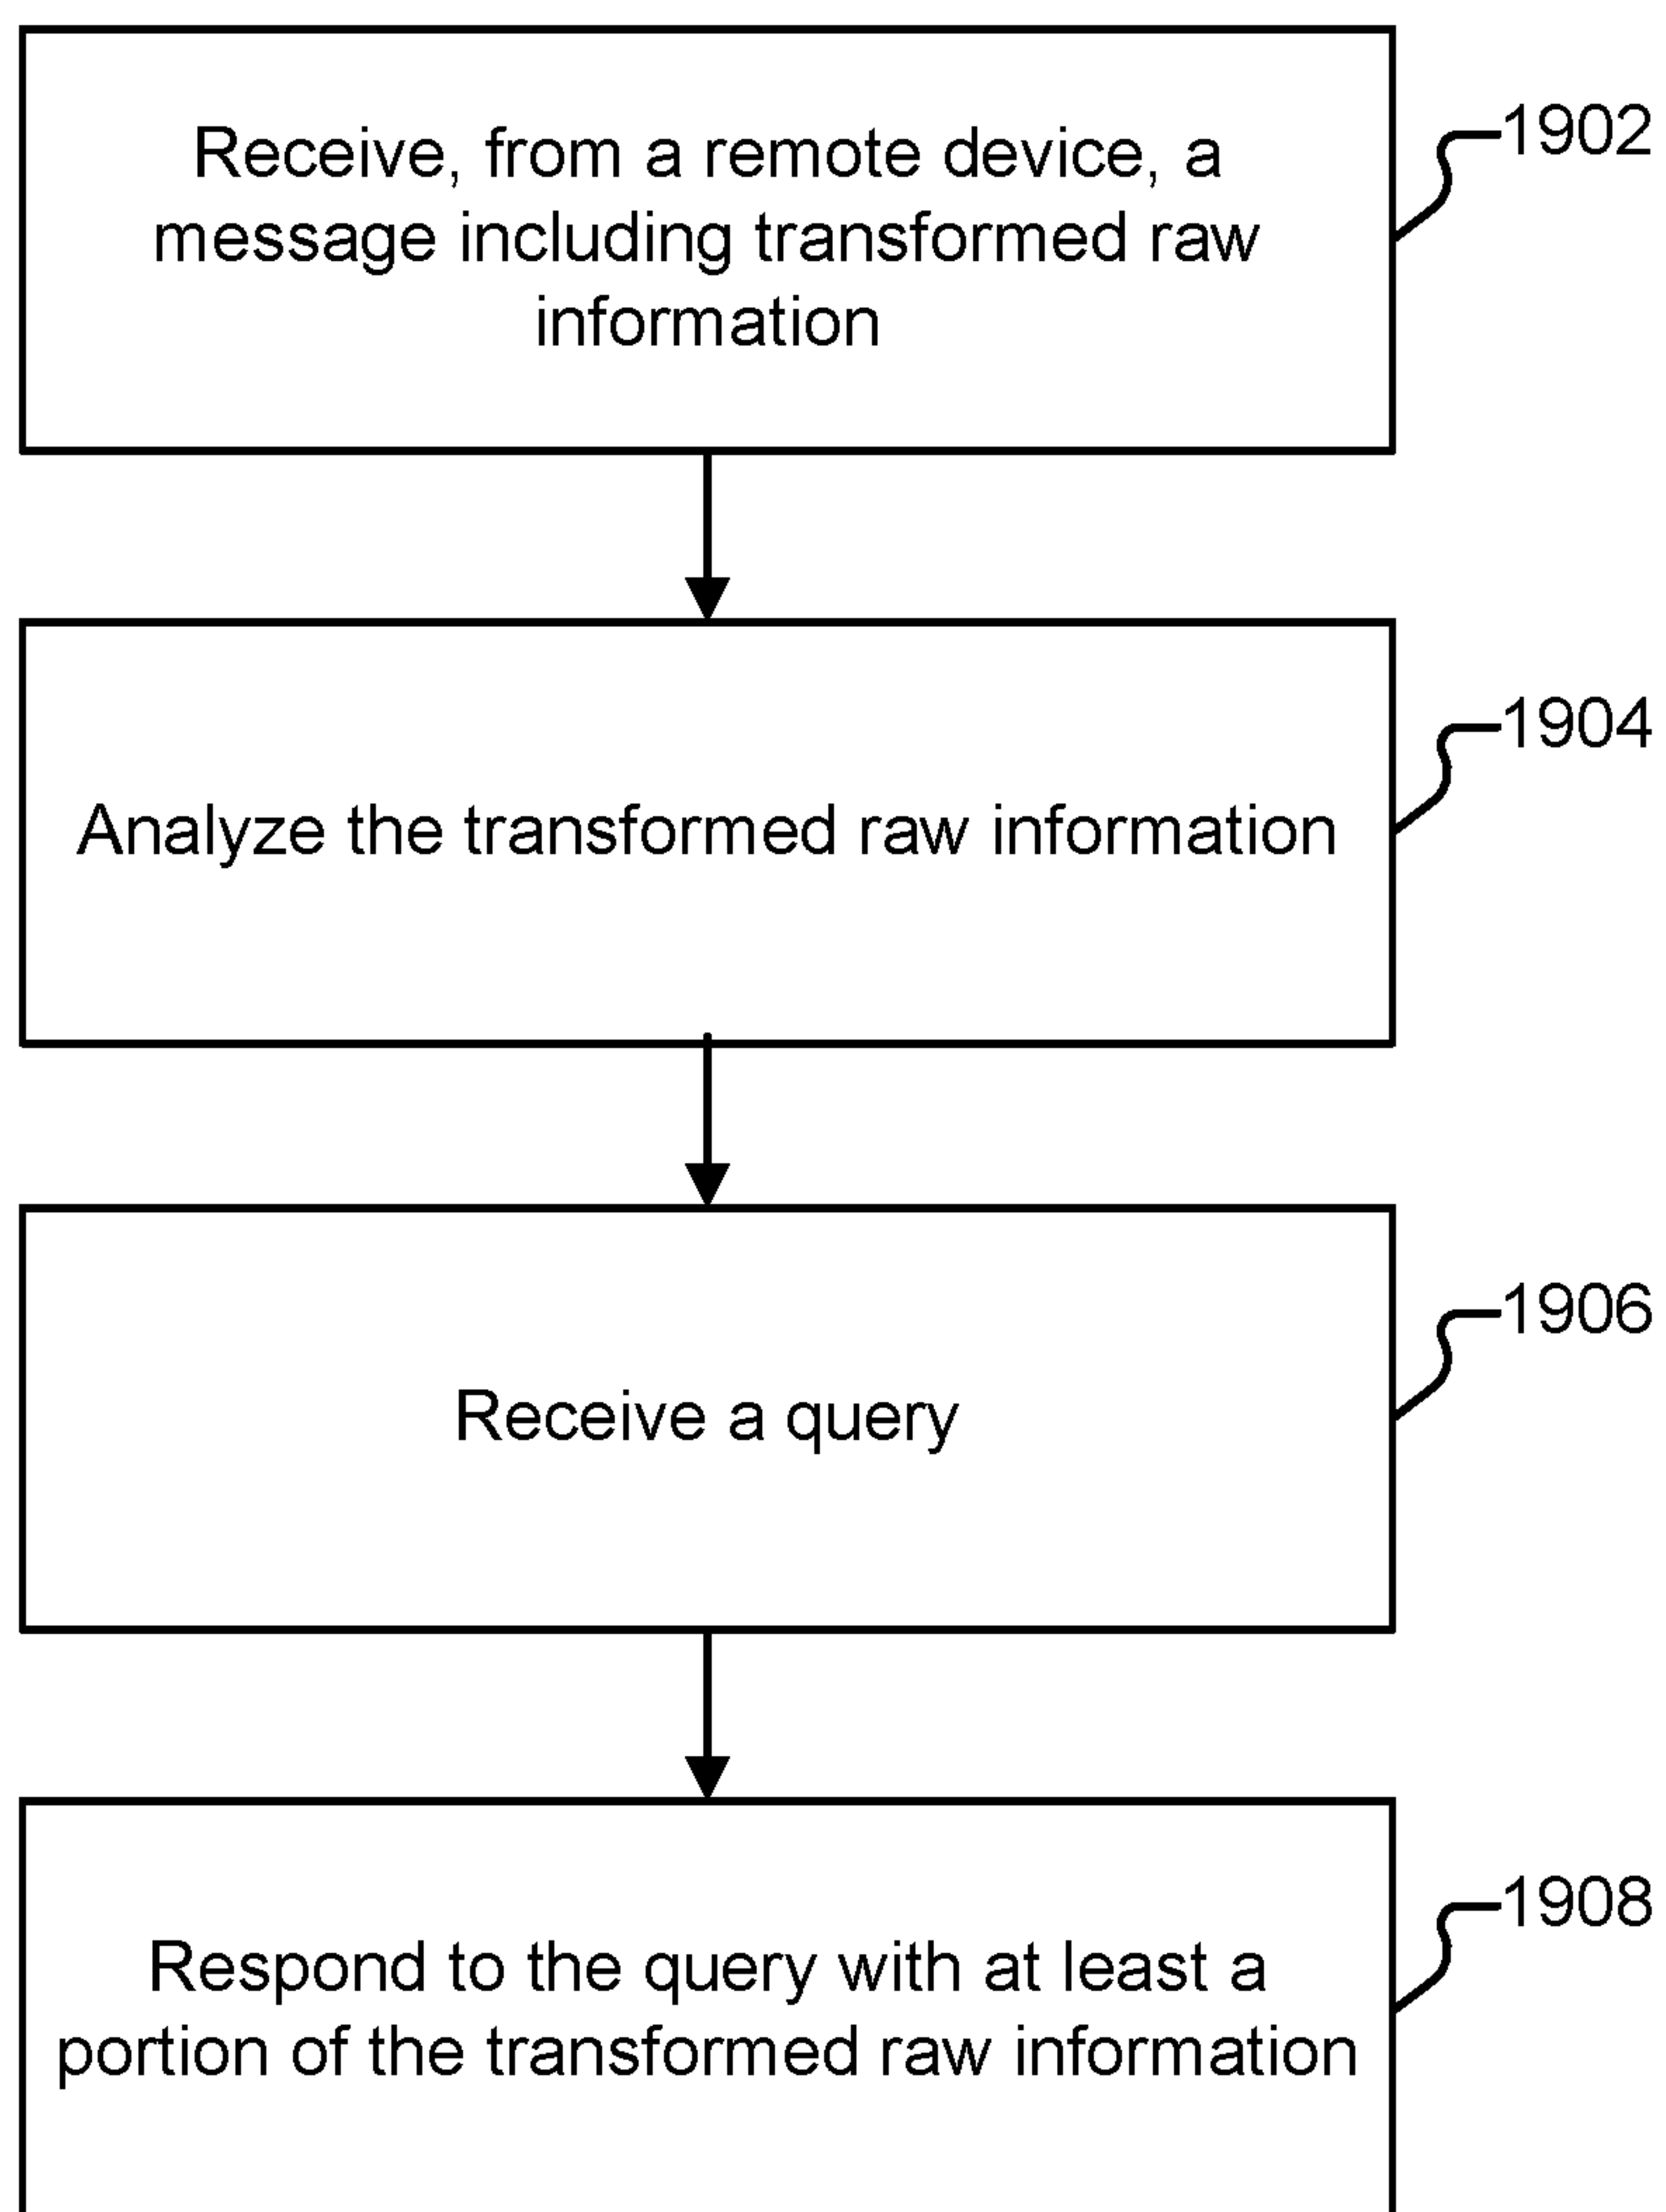 Receive, from a remote device, a
message including transformed raw
information
1902
Analyze the transformed raw information
1904
Receive a query
1906
Respond to the query with at least a
portion of the transformed raw information
1908